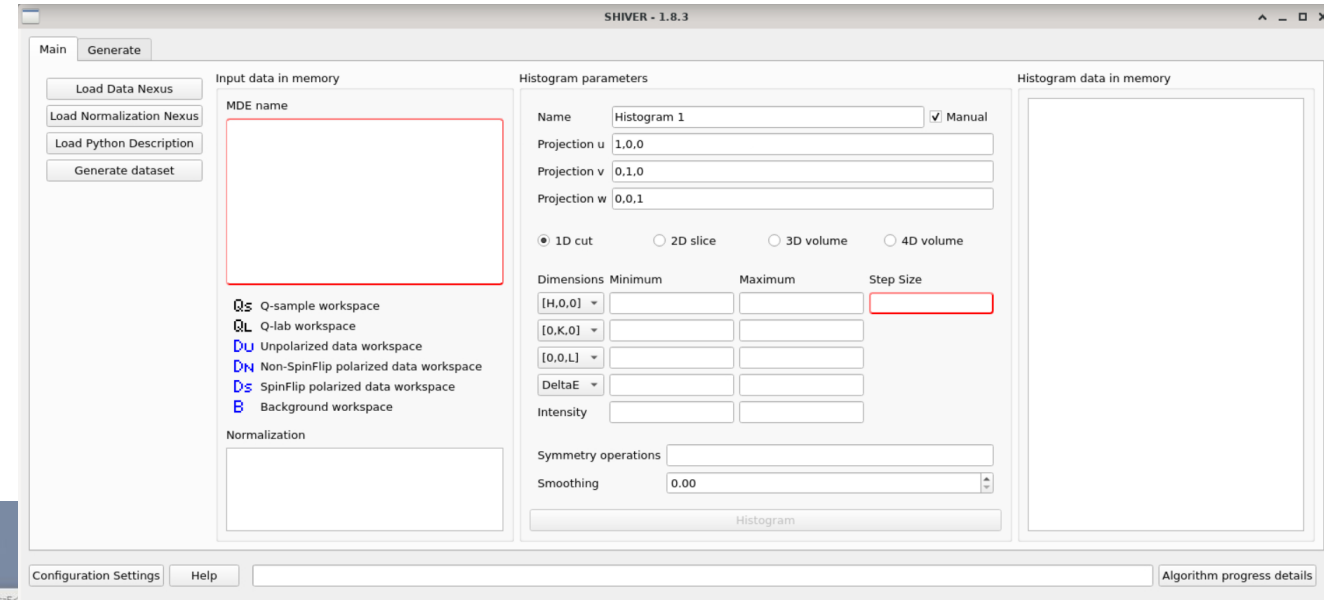 SHIVER - 1.8.3
Main Generate
Load Data Nexus
Load Normalization Nexus
Load Python Description
Generate dataset
Input data in memory
MDE name
Qs Q-sample workspace
QL Q-lab workspace
DU Unpolarized data workspace
DN Non-SpinFlip polarized data workspace
Ds SpinFlip polarized data workspace
B Background workspace
Normalization
Histogram parameters
Name Histogram 1 Manual
Projection u 1,0,0
Projection v 0,1,0
Projection w 0,0,1
1D cut 2D slice 3D volume 4D volume
Dimensions Minimum Maximum Step Size
[H,0,0]
[0,K,0]
[0,0,L]
DeltaE
Intensity
Symmetry operations
Smoothing 0.00
Histogram
Histogram data in memory
Configuration Settings Help Algorithm progress details